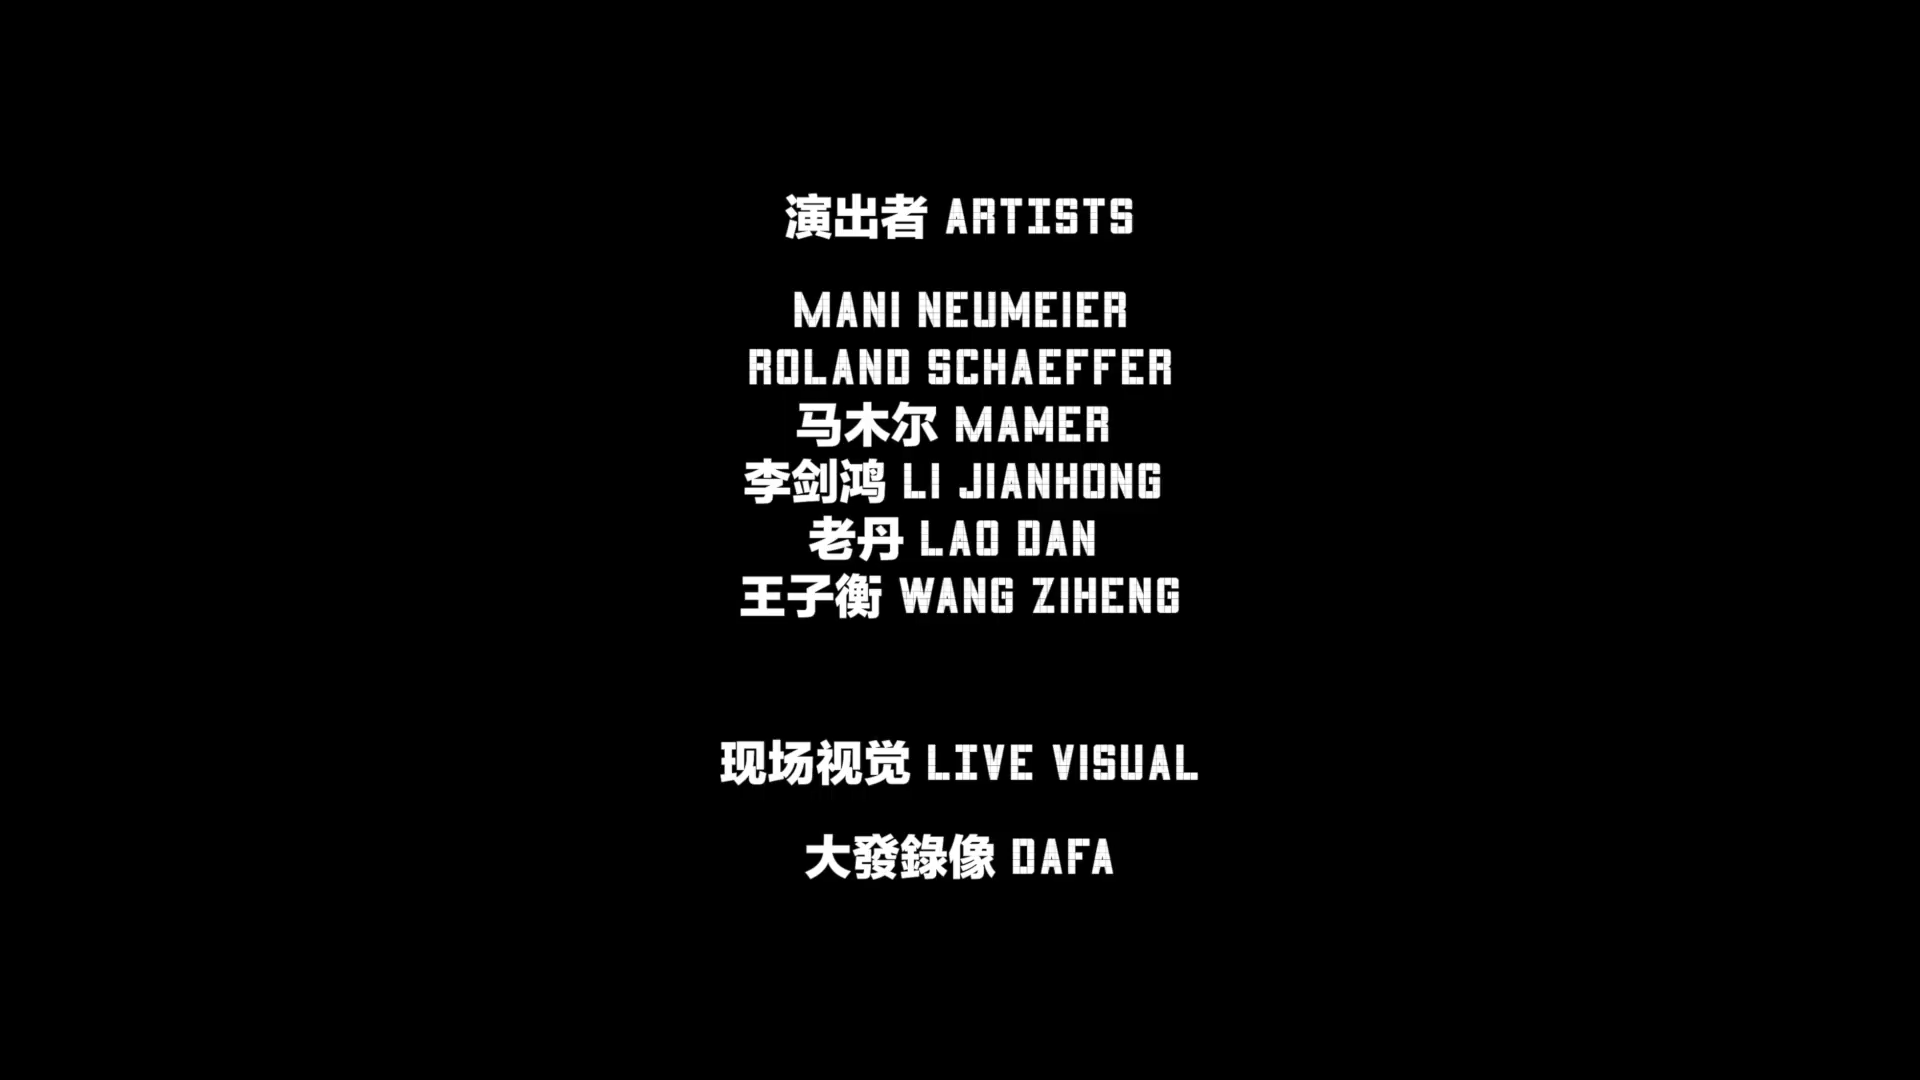 演出者 ARTISTS
MANI NEUMEIER
ROLAND SCHAEFFER
马木尔 MAMER
李剑鸿 LI JIANHONG
老丹 LAO DAN
王子衡 WANG ZIHENG
现场视觉 LIVE VISUAL
大發錄像 DAFA